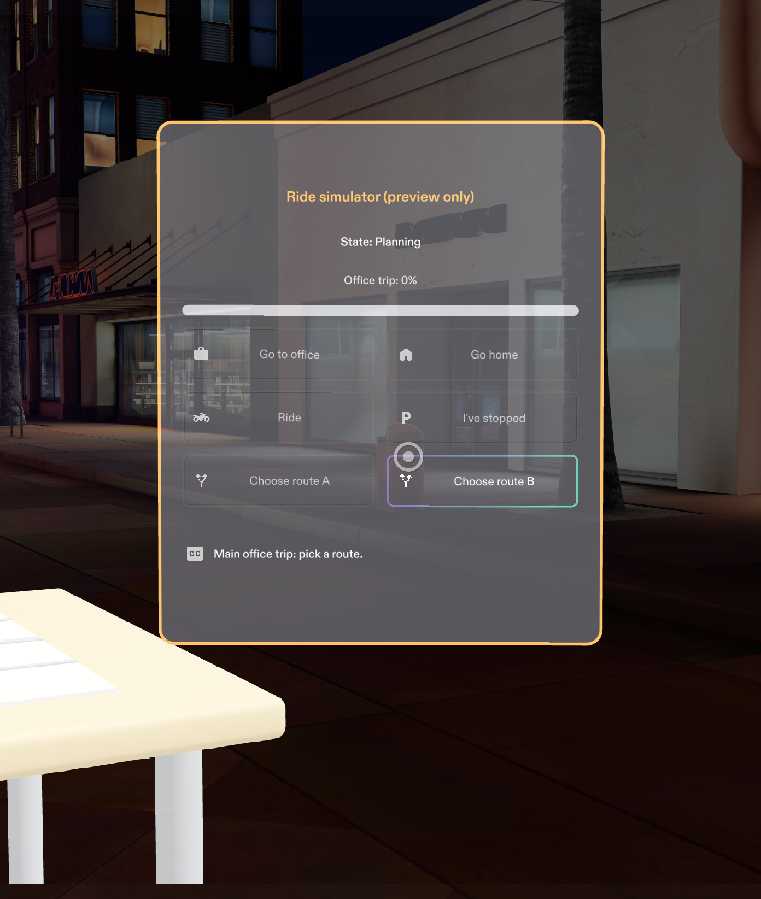 Ride simulator (preview only)
State: Planning
Office trip: 0%
Go to office
Go home
Ride
P
I've stopped
Choose route A
Choose route B
CC
Main office trip: pick a route.